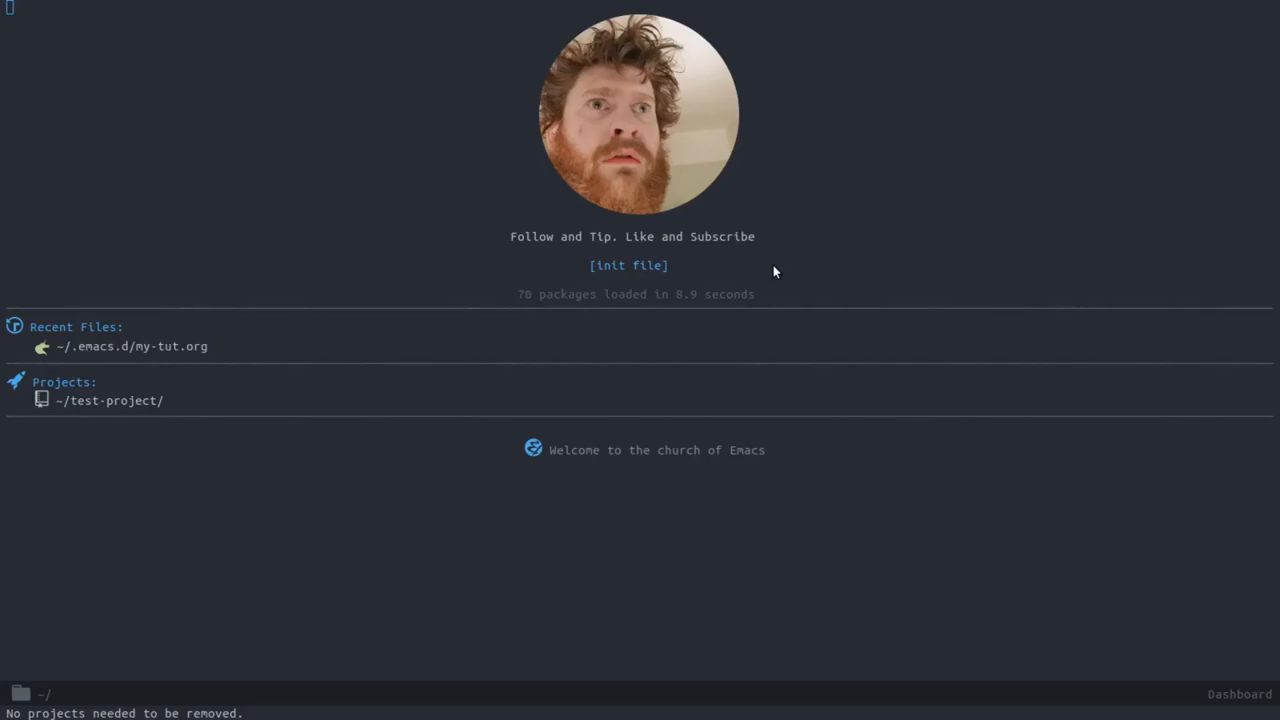 Follow and Tip. Like and Subscribe
[init file]
70 packages loaded in 8.9 seconds
Recent Files:
~/.emacs.d/my-tut.org
Projects:
~/test-project/
Welcome to the church of Emacs
~/ Dashboard
No projects needed to be removed.